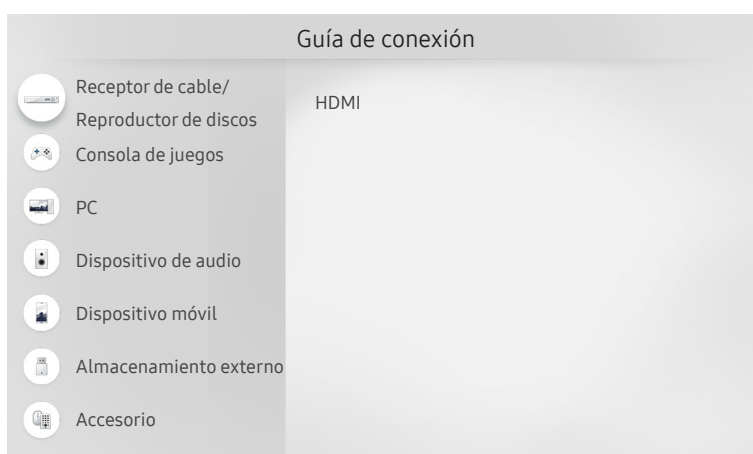 Guía de conexión
Receptor de cable/
Reproductor de discos
Consola de juegos
PC
Dispositivo de audio
Dispositivo móvil
Almacenamiento externo
Accesorio
HDMI